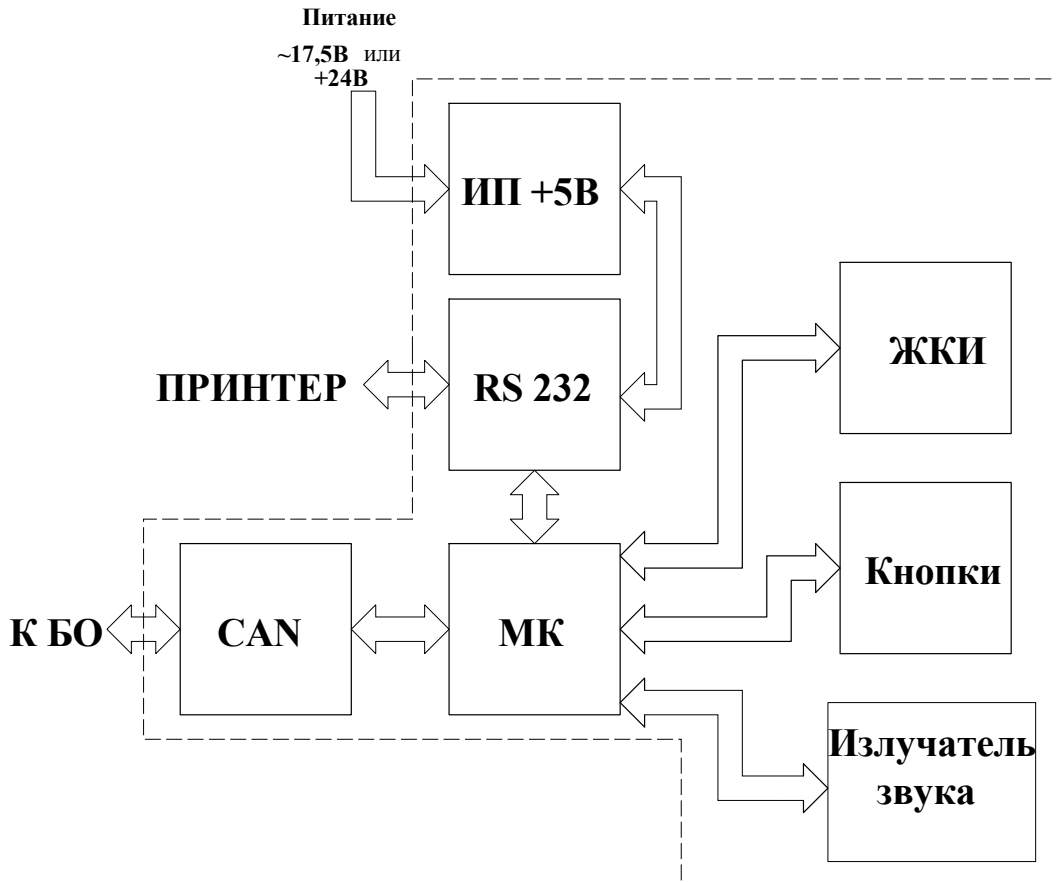 Питание
~17,5В или
+24В
ИП +5В
ЖКИ
ПРИНТЕР
RS 232
Кнопки
К БО
CAN
МК
Излучатель
звука